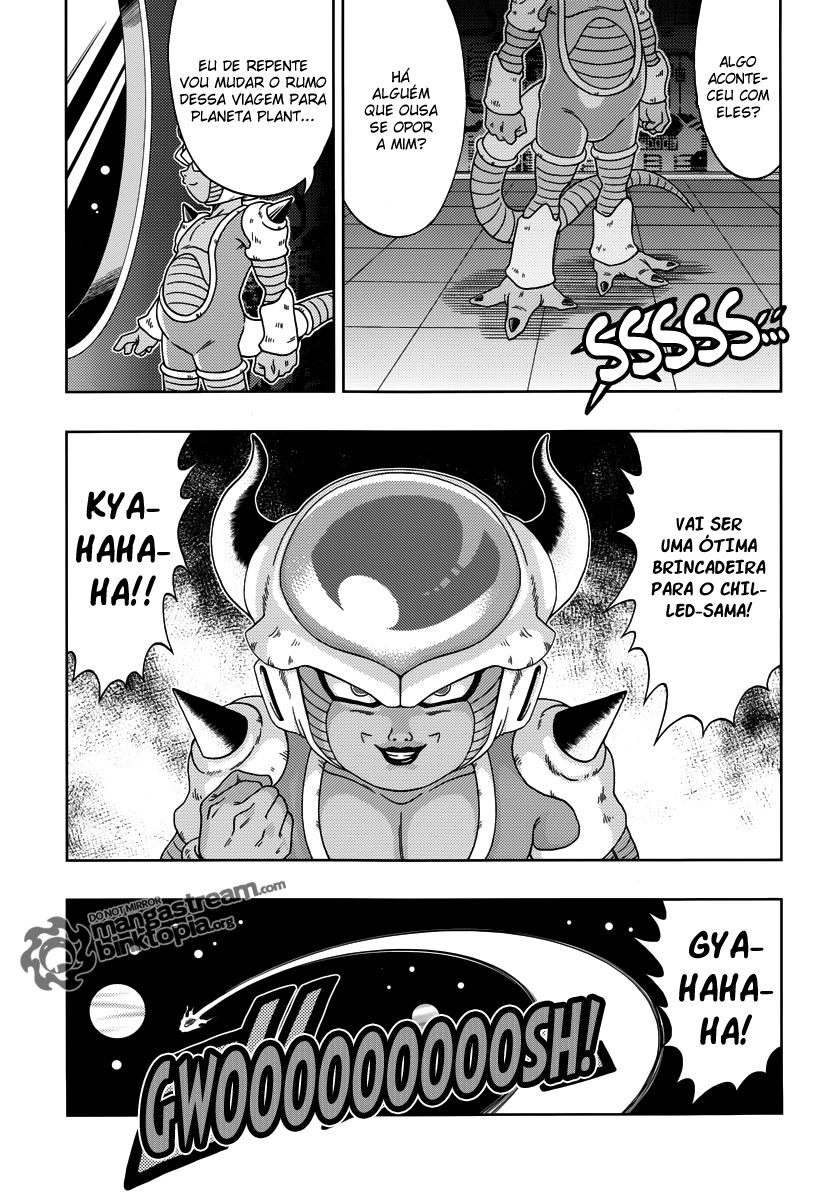 ALGO
ACONTE-
CEU COM
ELES?
HÁ
ALGUÉM
QUE OUSA
SE OPOR
A MIM?
SSSSS...
EU DE REPENTE
VOU MUDAR O RUMO
DESSA VIAGEM PARA
PLANETA PLANT...
VAI SER
UMA ÓTIMA
BRINCADEIRA
PARA O CHIL-
LED-SAMA!
KYA-
HAHA-
HA!!
GYA-
HAHA-
HA!
GWOOOOOOOOOSH!
DO NOT MIRROR
mangastream.com
binktopia.org